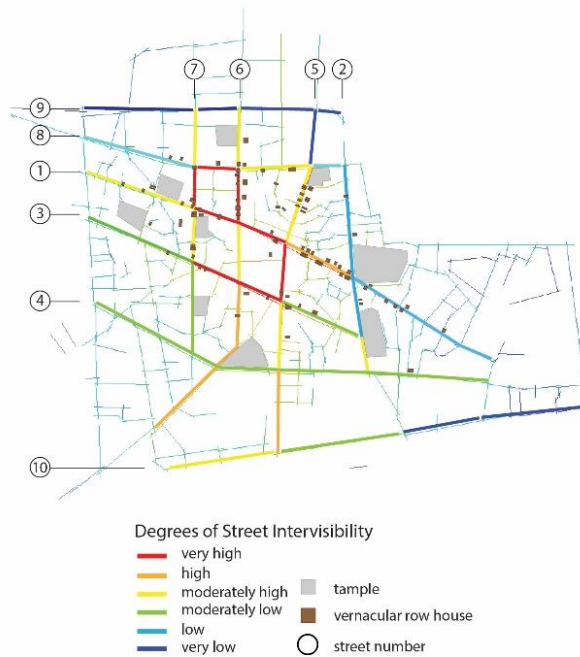 7 6 5 2
9
8
1
3
4
10
Degrees of Street Intervisibility
very high
high
moderately high
moderately low
low
very low
tample
vernacular row house
street number